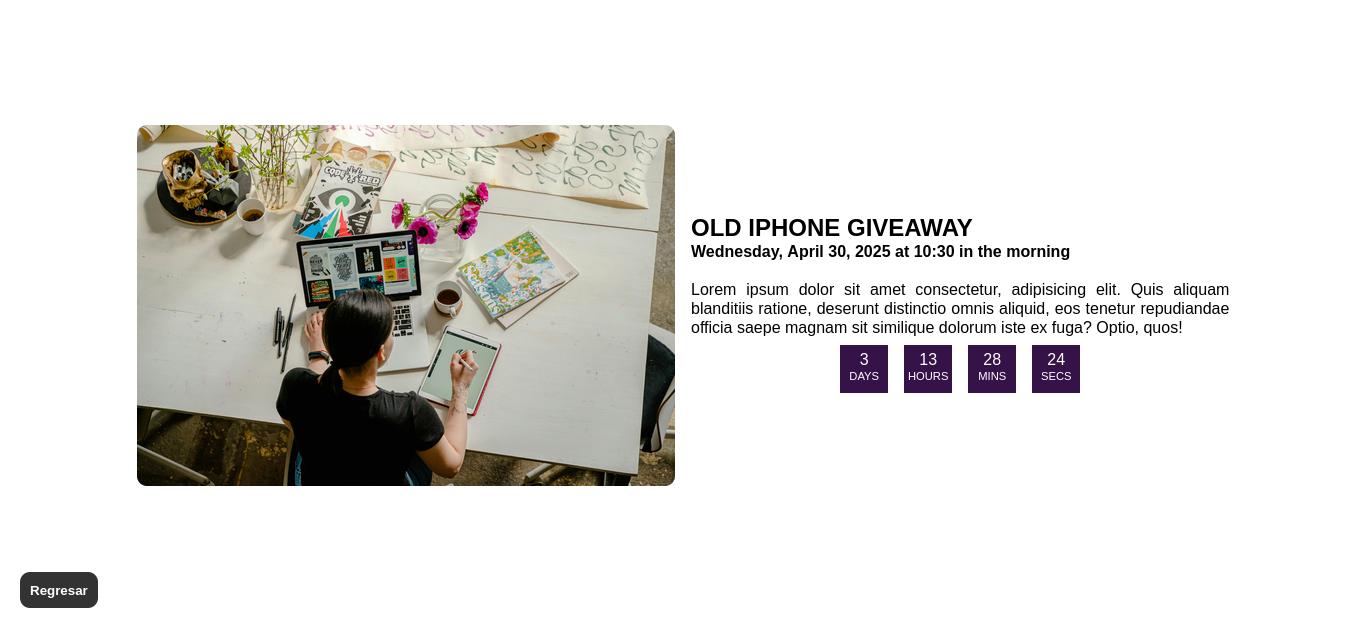 CODE X RED
OLD IPHONE GIVEAWAY
Wednesday, April 30, 2025 at 10:30 in the morning
Lorem ipsum dolor sit amet consectetur, adipisicing elit. Quis aliquam
blanditiis ratione, deserunt distinctio omnis aliquid, eos tenetur repudiandae
officia saepe magnam sit similique dolorum iste ex fuga? Optio, quos!
3 13 28 24
DAYS HOURS MINS SECS
Regresar